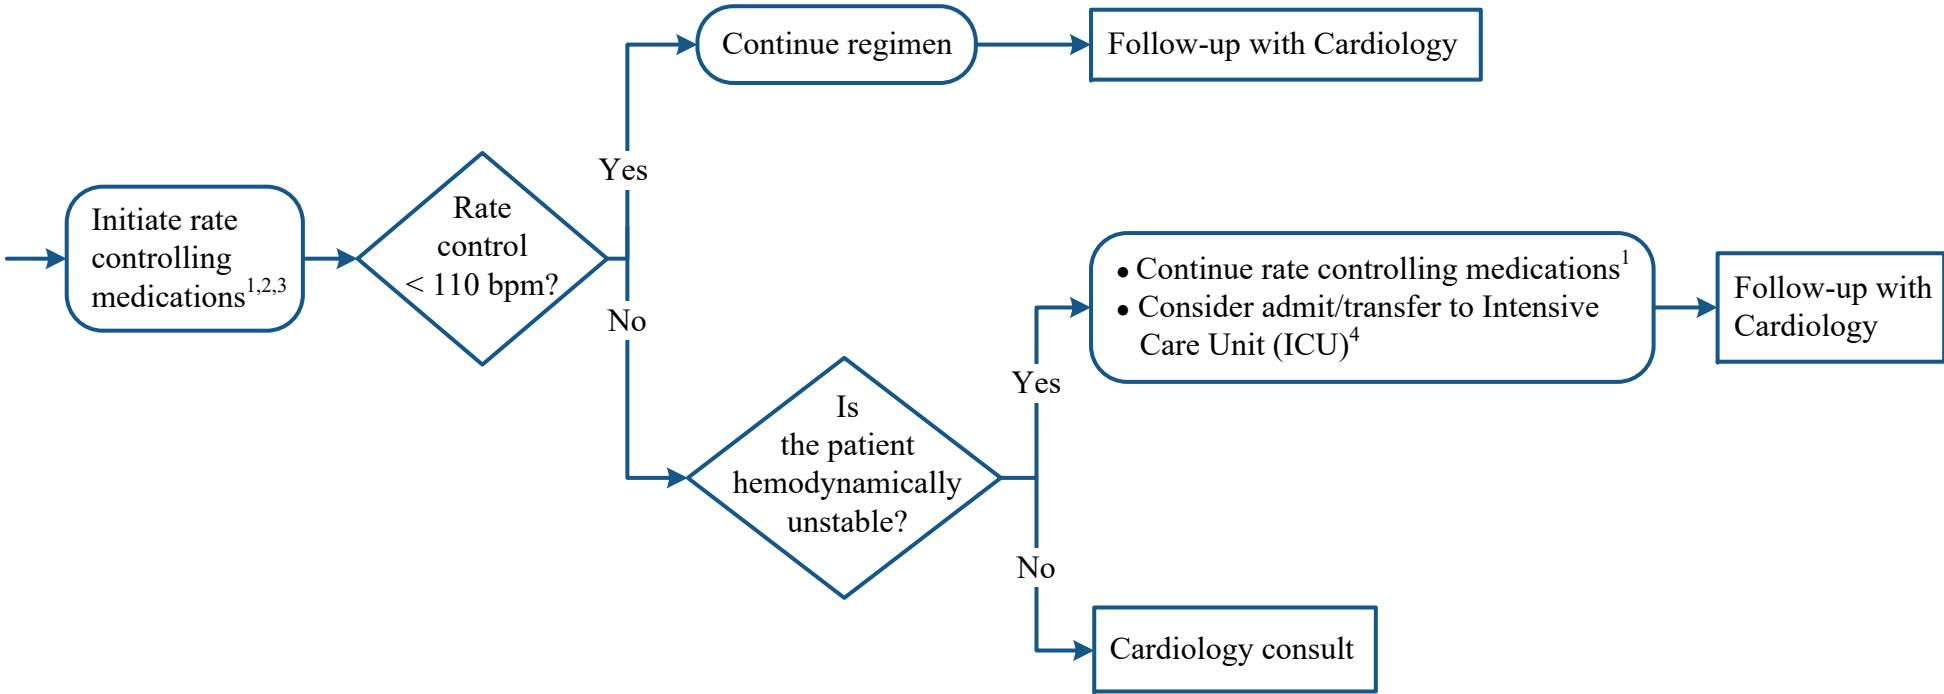 Continue regimen
Follow-up with Cardiology
Yes
Initiate rate
controlling
medications1,2,3
Rate
control
< 110 bpm?
No
• Continue rate controlling medications1
• Consider admit/transfer to Intensive
Care Unit (ICU)4
Follow-up with
Cardiology
Yes
Is
the patient
hemodynamically
unstable?
No
Cardiology consult